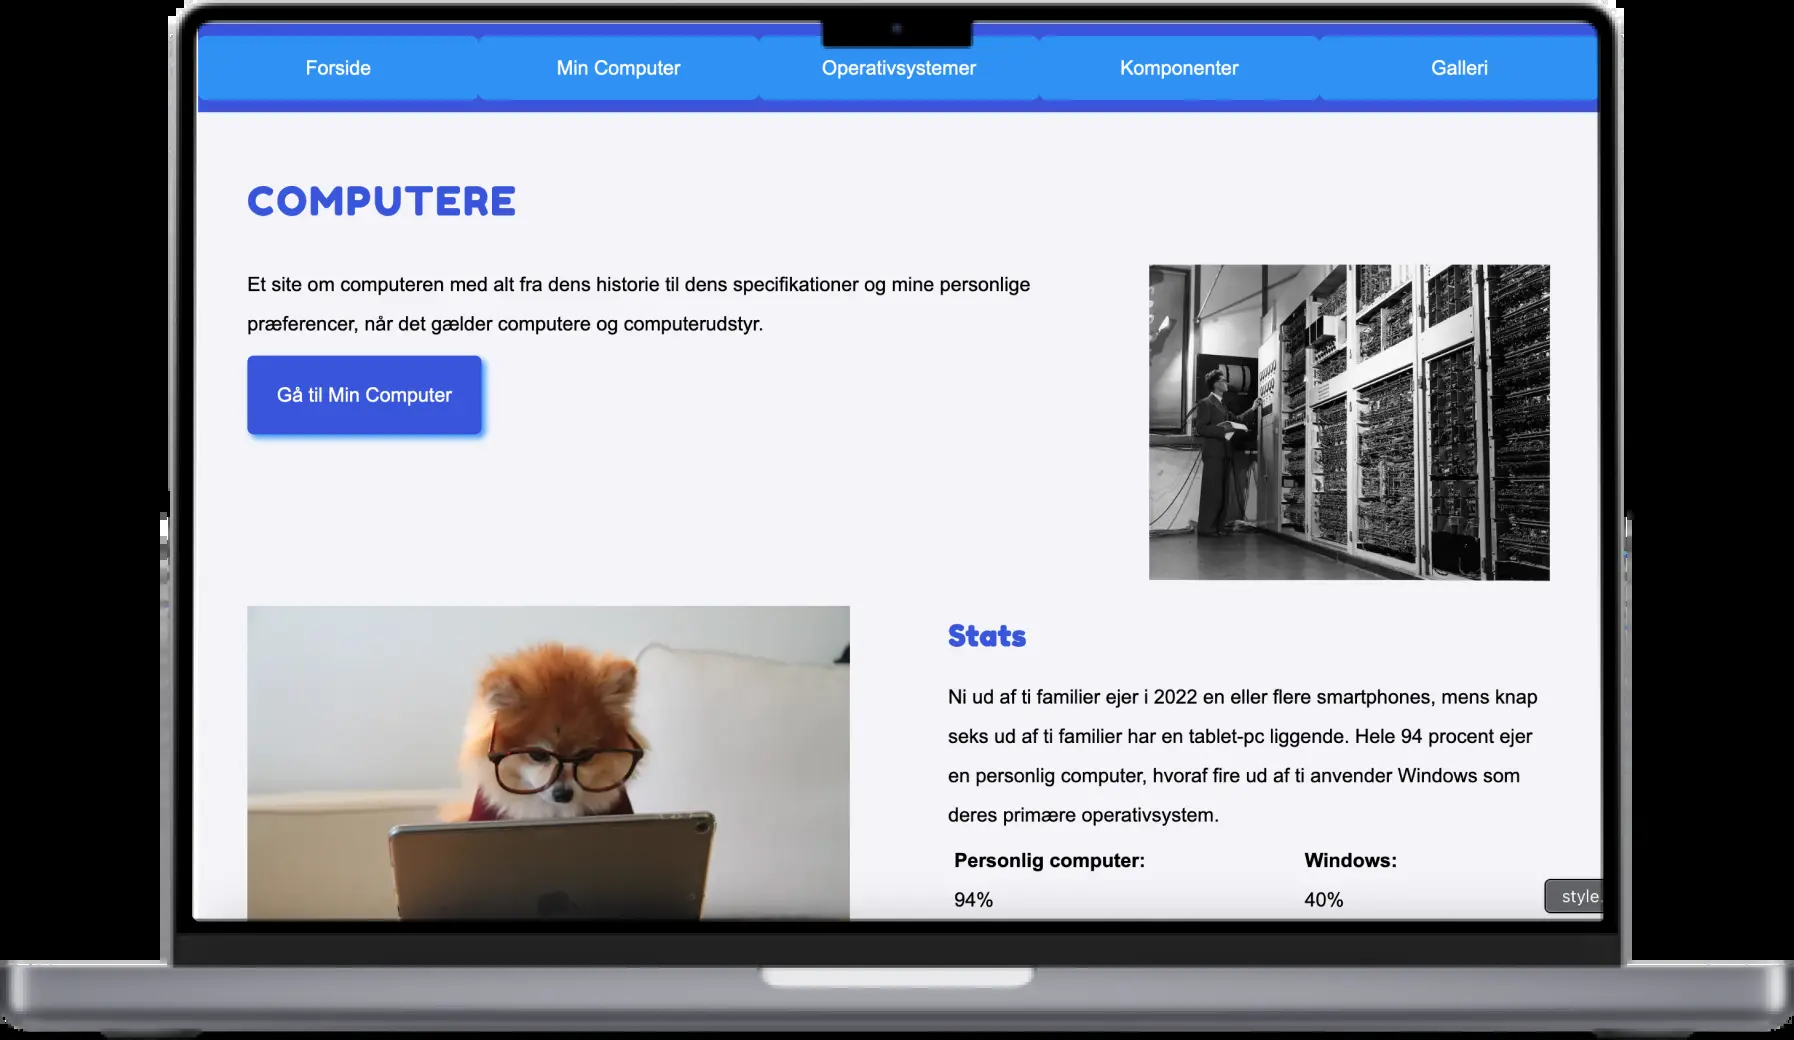 Forside
Min Computer
Operativsystemer
Komponenter
Galleri
COMPUTERE
Et site om computeren med alt fra dens historie til dens specifikationer og mine personlige
præferencer, når det gælder computere og computerudstyr.
Gå til Min Computer
Stats
Ni ud af ti familier ejer i 2022 en eller flere smartphones, mens knap
seks ud af ti familier har en tablet-pc liggende. Hele 94 procent ejer
en personlig computer, hvoraf fire ud af ti anvender Windows som
deres primære operativsystem.
Personlig computer:
Windows:
94%
40%
style.